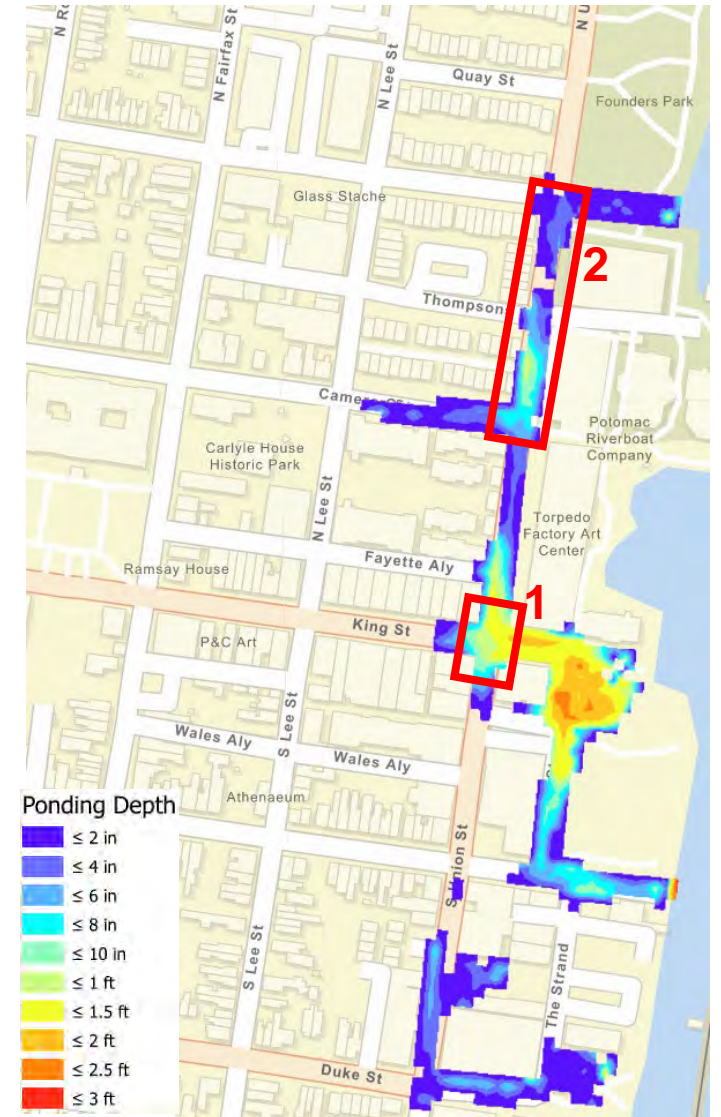 N Fairfax St
N Lee St
Quay St
Founders Park
Glass Stache
2
Thompson
Potomac
Riverboat
Company
Carlyle House
Historic Park
N Lee St
Torpedo
Factory Art
Center
Fayette Aly
Ramsay House
1
King St
P&C Art
S Lee St
Wales Aly
Wales Aly
Athenaeum
Ponding Depth
≤ 2 in
≤ 4 in
≤ 6 in
≤ 8 in
≤ 10 in
≤ 1 ft
≤ 1.5 ft
≤ 2 ft
≤ 2.5 ft
≤ 3 ft
S Union St
S Lee St
The Strand
Duke St